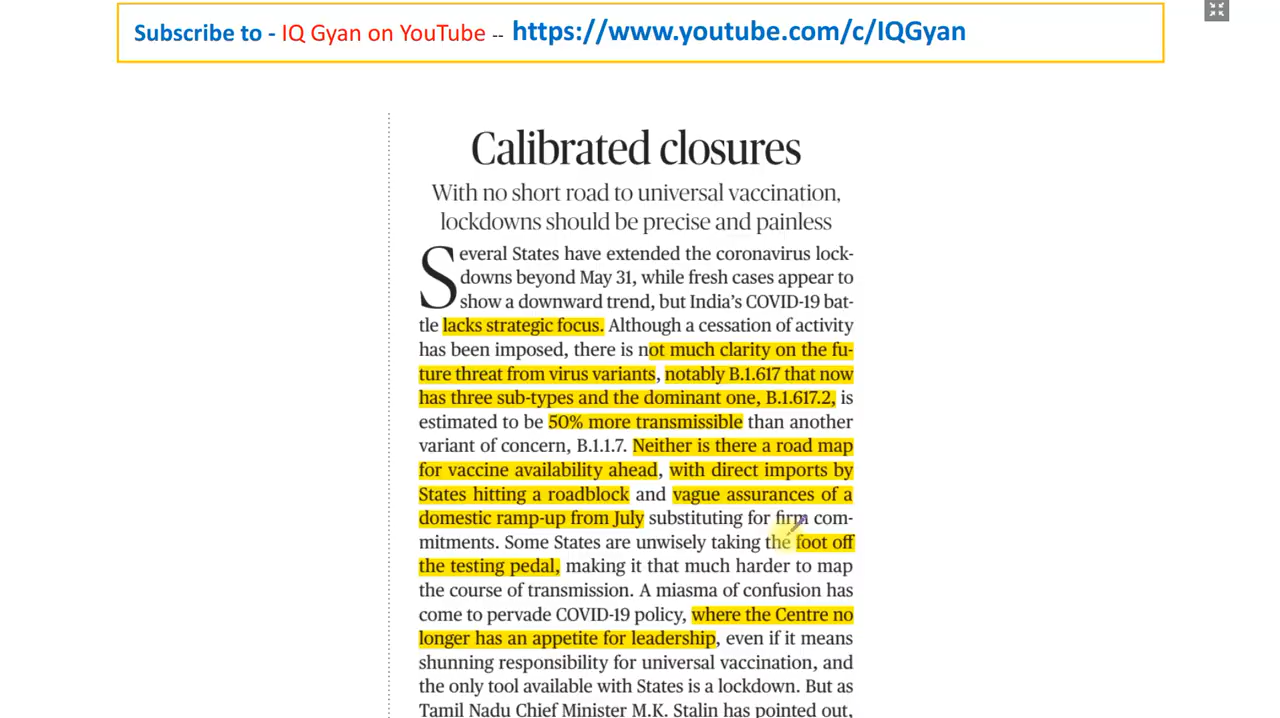 Subscribe to - IQ Gyan on YouTube -- https://www.youtube.com/c/IQGyan
Calibrated closures
With no short road to universal vaccination,
lockdowns should be precise and painless
Several States have extended the coronavirus lock-
downs beyond May 31, while fresh cases appear to
show a downward trend, but India's COVID-19 bat-
tle lacks strategic focus. Although a cessation of activity
has been imposed, there is not much clarity on the fu-
ture threat from virus variants, notably B.1.617 that now
has three sub-types and the dominant one, B.1.617.2, is
estimated to be 50% more transmissible than another
variant of concern, B.1.1.7. Neither is there a road map
for vaccine availability ahead, with direct imports by
States hitting a roadblock and vague assurances of a
domestic ramp-up from July substituting for firm com-
mitments. Some States are unwisely taking the foot off
the testing pedal, making it that much harder to map
the course of transmission. A miasma of confusion has
come to pervade COVID-19 policy, where the Centre no
longer has an appetite for leadership, even if it means
shunning responsibility for universal vaccination, and
the only tool available with States is a lockdown. But as
Tamil Nadu Chief Minister M.K. Stalin has pointed out,